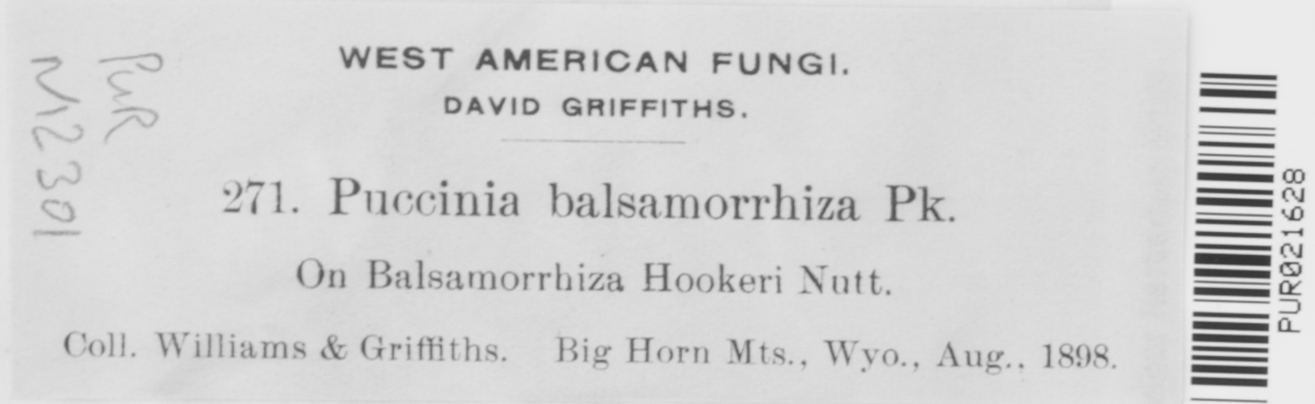 WEST AMERICAN FUNGI.
DAVID GRIFFITHS.
271. Puccinia balsamorrhiza Pk.
On Balsamorrhiza Hookeri Nutt.
Coll. Williams & Griffiths. Big Horn Mts., Wyo., Aug., 1898.
PUR
N2301
PUR021628